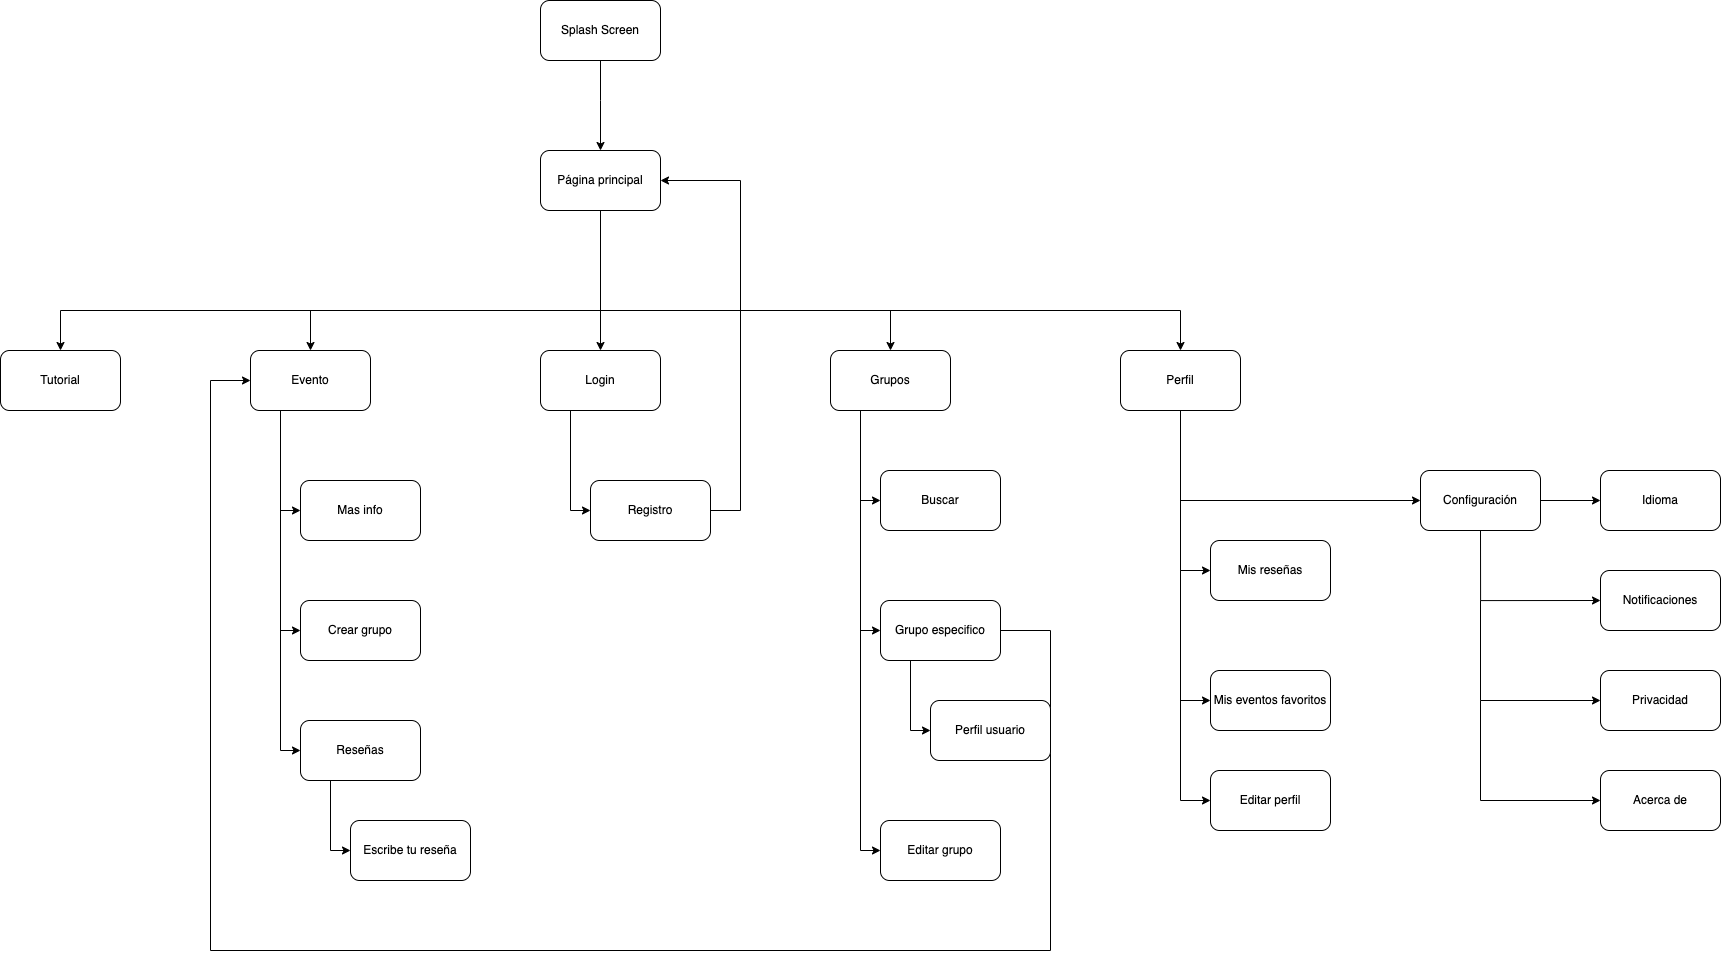 Splash Screen
Página principal
Tutorial
Evento
Login
Grupos
Perfil
Mas info
Registro
Buscar
Configuración
Idioma
Mis reseñas
Notificaciones
Crear grupo
Grupo especifico
Mis eventos favoritos
Privacidad
Reseñas
Perfil usuario
Editar perfil
Acerca de
Escribe tu reseña
Editar grupo